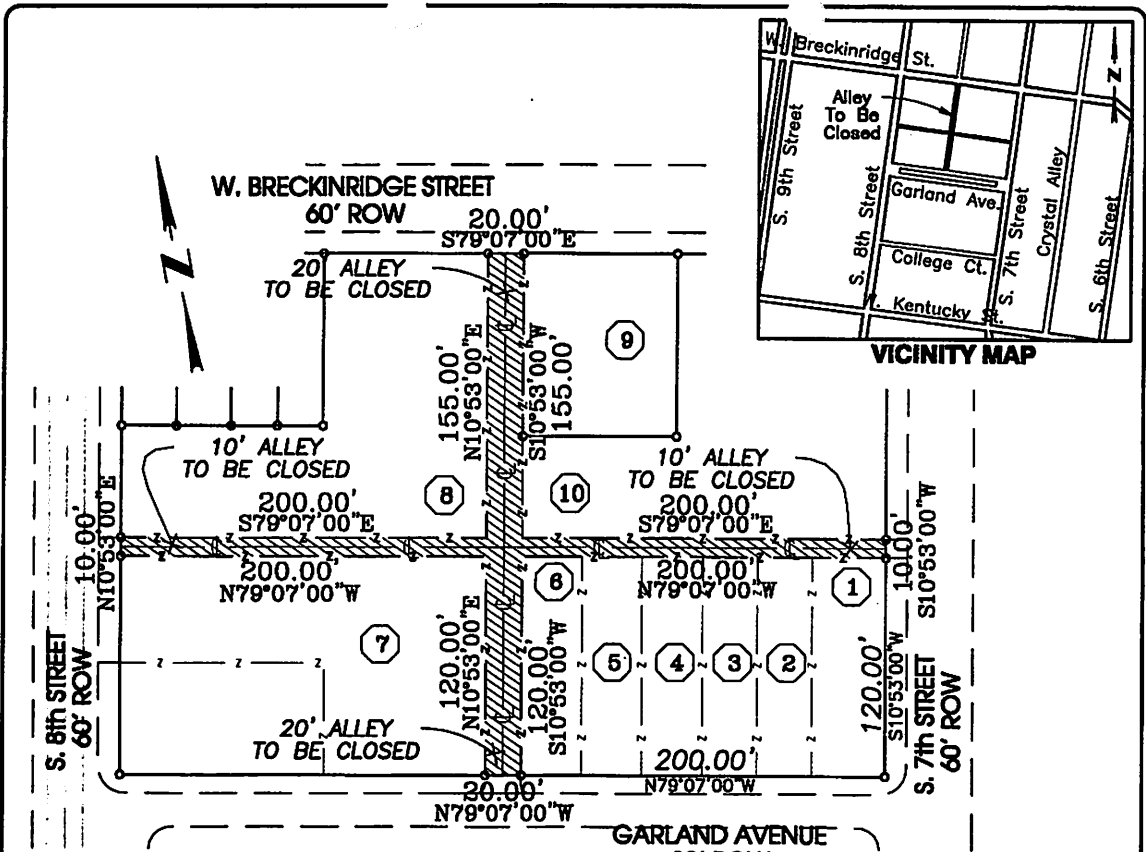 W. Breckinridge St.
Alley
To Be
Closed
N
S. 9th Street
S. 8th Street
Garland Ave.
College Ct.
S. 7th Street
Crystal Alley
S. 6th Street
Kentucky St.
VICINITY MAP
N
W. BRECKINRIDGE STREET
60' ROW
20.00'
S79°07'00"E
20' ALLEY
TO BE CLOSED
155.00'
N10°53'00"E
S10°53'00"W
155.00'
9
10' ALLEY
TO BE CLOSED
10' ALLEY
TO BE CLOSED
8
10
200.00'
S79°07'00"E
200.00'
S79°07'00"E
10.00'
N10°53'00"E
10.00'
S10°53'00"W
200.00'
N79°07'00"W
6
200.00'
N79°07'00"W
1
7
120.00'
N10°53'00"E
120.00'
S10°53'00"W
5
4
3
2
120.00'
S10°53'00"W
S. 8th STREET
60' ROW
S. 7th STREET
60' ROW
20' ALLEY
TO BE CLOSED
200.00'
N79°07'00"W
20.00'
N79°07'00"W
GARLAND AVENUE